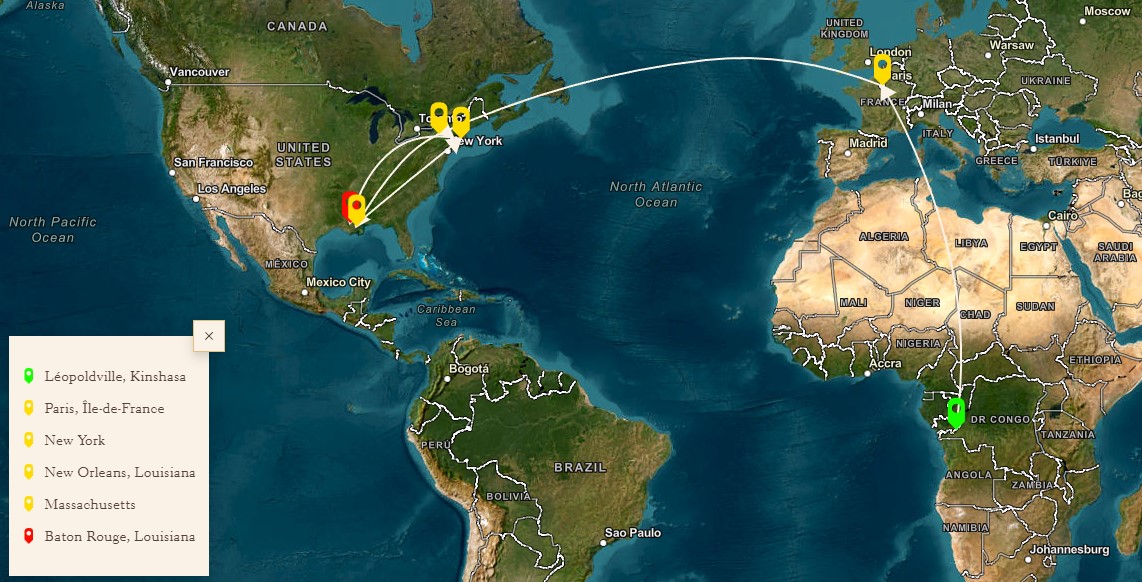 Alaska
CANADA
Moscow
UNITED
KINGDOM
London
Warsaw
Vancouver
Paris
UKRAINE
FRANCE
Milan
New York
ITALY
Istanbul
UNITED
STATES
Madrid
GREECE
TÜRKIYE
San Francisco
Los Angeles
North Atlantic
Ocean
North Pacific
Ocean
Cairo
ALGERIA
LIBYA
EGYPT
SAUDI
ARABIA
MÉXICO
Mexico City
MALI
NIGER
CHAD
SUDAN
Caribbean
Sea
NIGERIA
Accra
ETHIOPIA
Bogotá
×
Léopoldville, Kinshasa
Paris, Île-de-France
New York
New Orleans, Louisiana
Massachusetts
Baton Rouge, Louisiana
DR CONGO
TANZANIA
PERU
BRAZIL
ANGOLA
ZAMBIA
BOLIVIA
NAMIBIA
Sao Paulo
Johannesburg